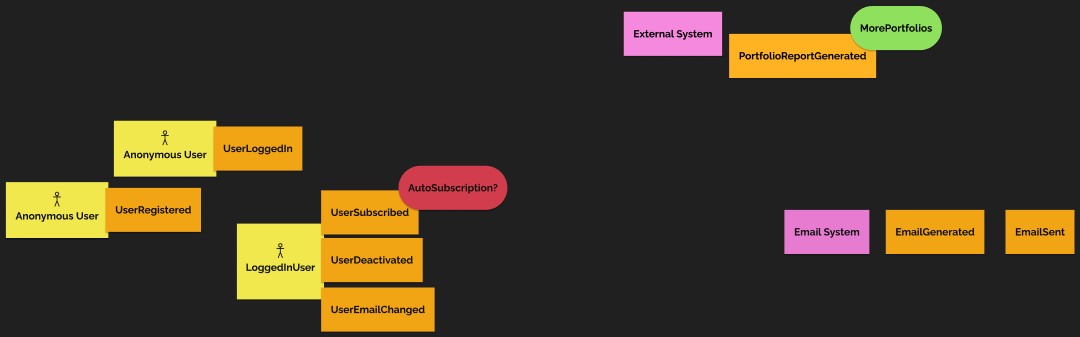 External System
MorePortfolios
PortfolioReportGenerated
Anonymous User
UserLoggedIn
Anonymous User
UserRegistered
AutoSubscription?
UserSubscribed
LoggedInUser
UserDeactivated
UserEmailChanged
Email System
EmailGenerated
EmailSent